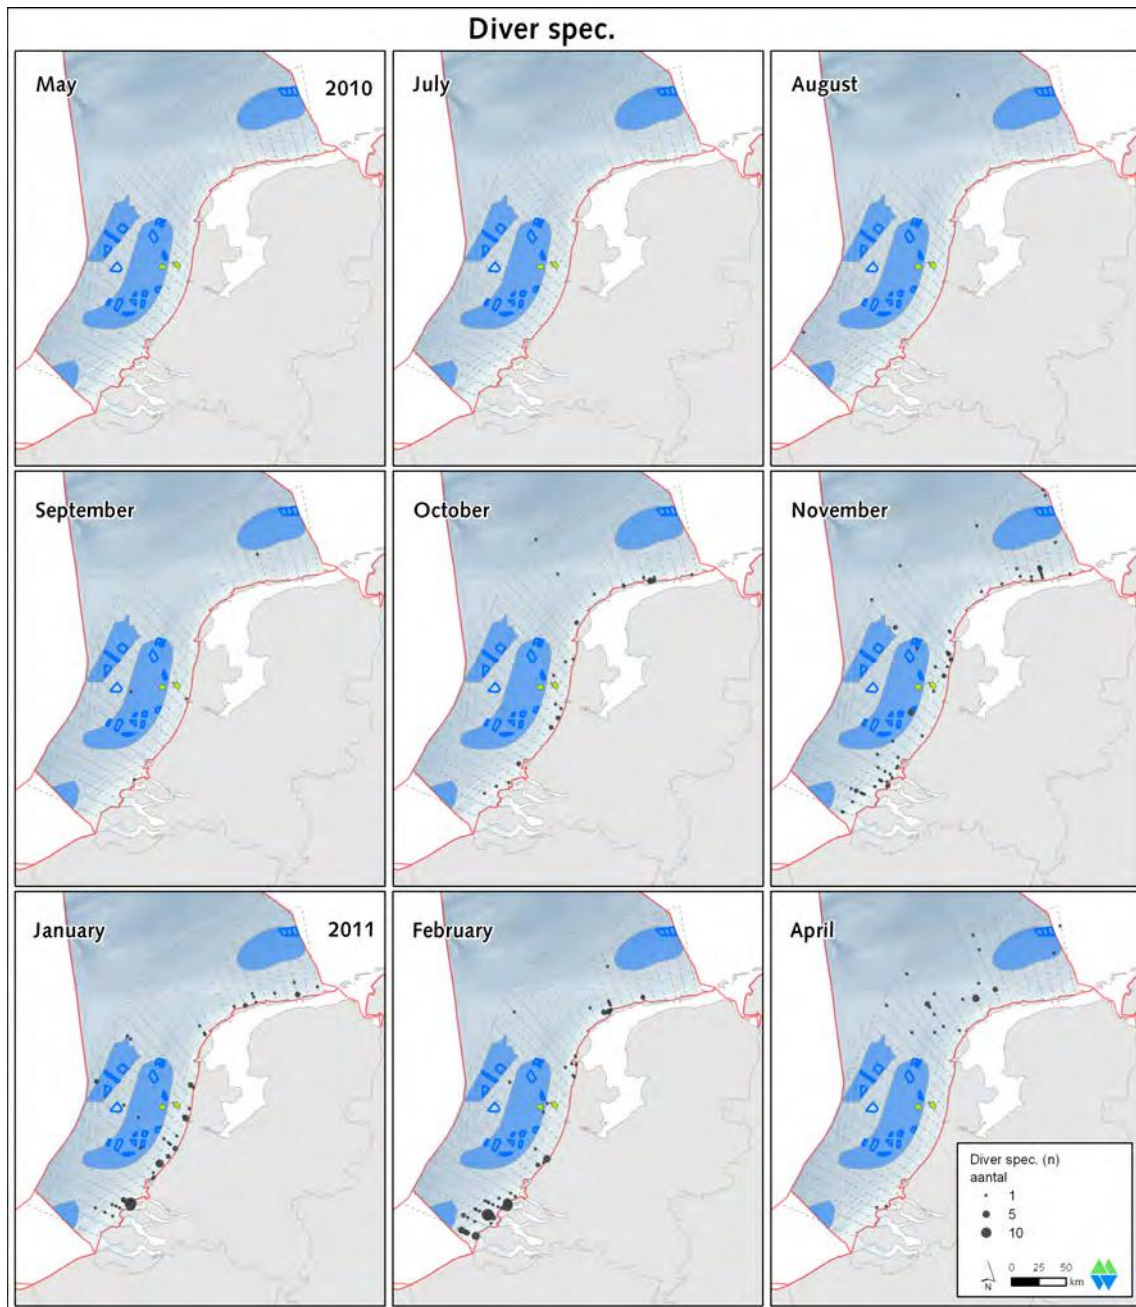 Diver spec.
May 2010
July
August
September
October
November
January 2011
February
April
Diver spec. (n)
aantal
1
5
10
N 0 25 50
km